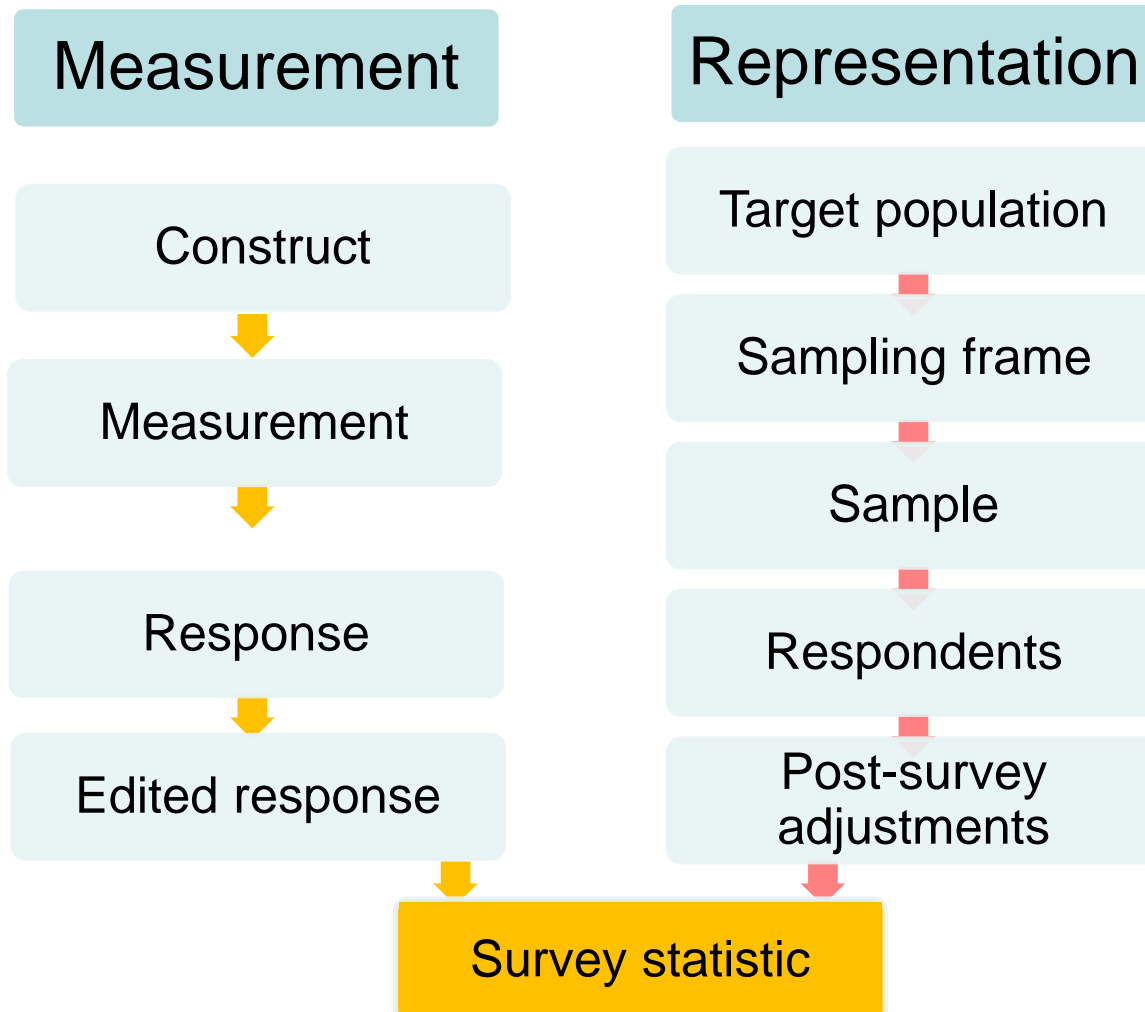 Measurement
Construct
Measurement
Response
Edited response
Representation
Target population
Sampling frame
Sample
Respondents
Post-survey
adjustments
Survey statistic